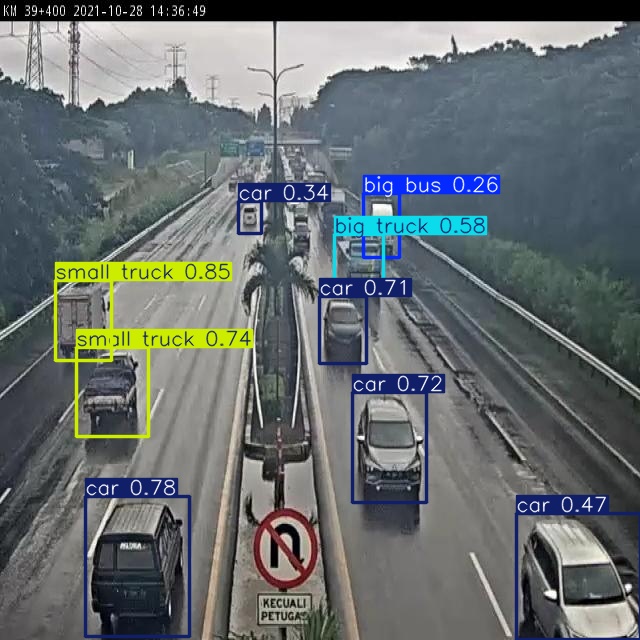 KM 39+400 2021-10-28 14:36:49
big bus 0.26
car 0.34
big truck 0.58
small truck 0.85
car 0.71
small truck 0.74
car 0.72
car 0.78
car 0.47
KECUALI
PETUGAS